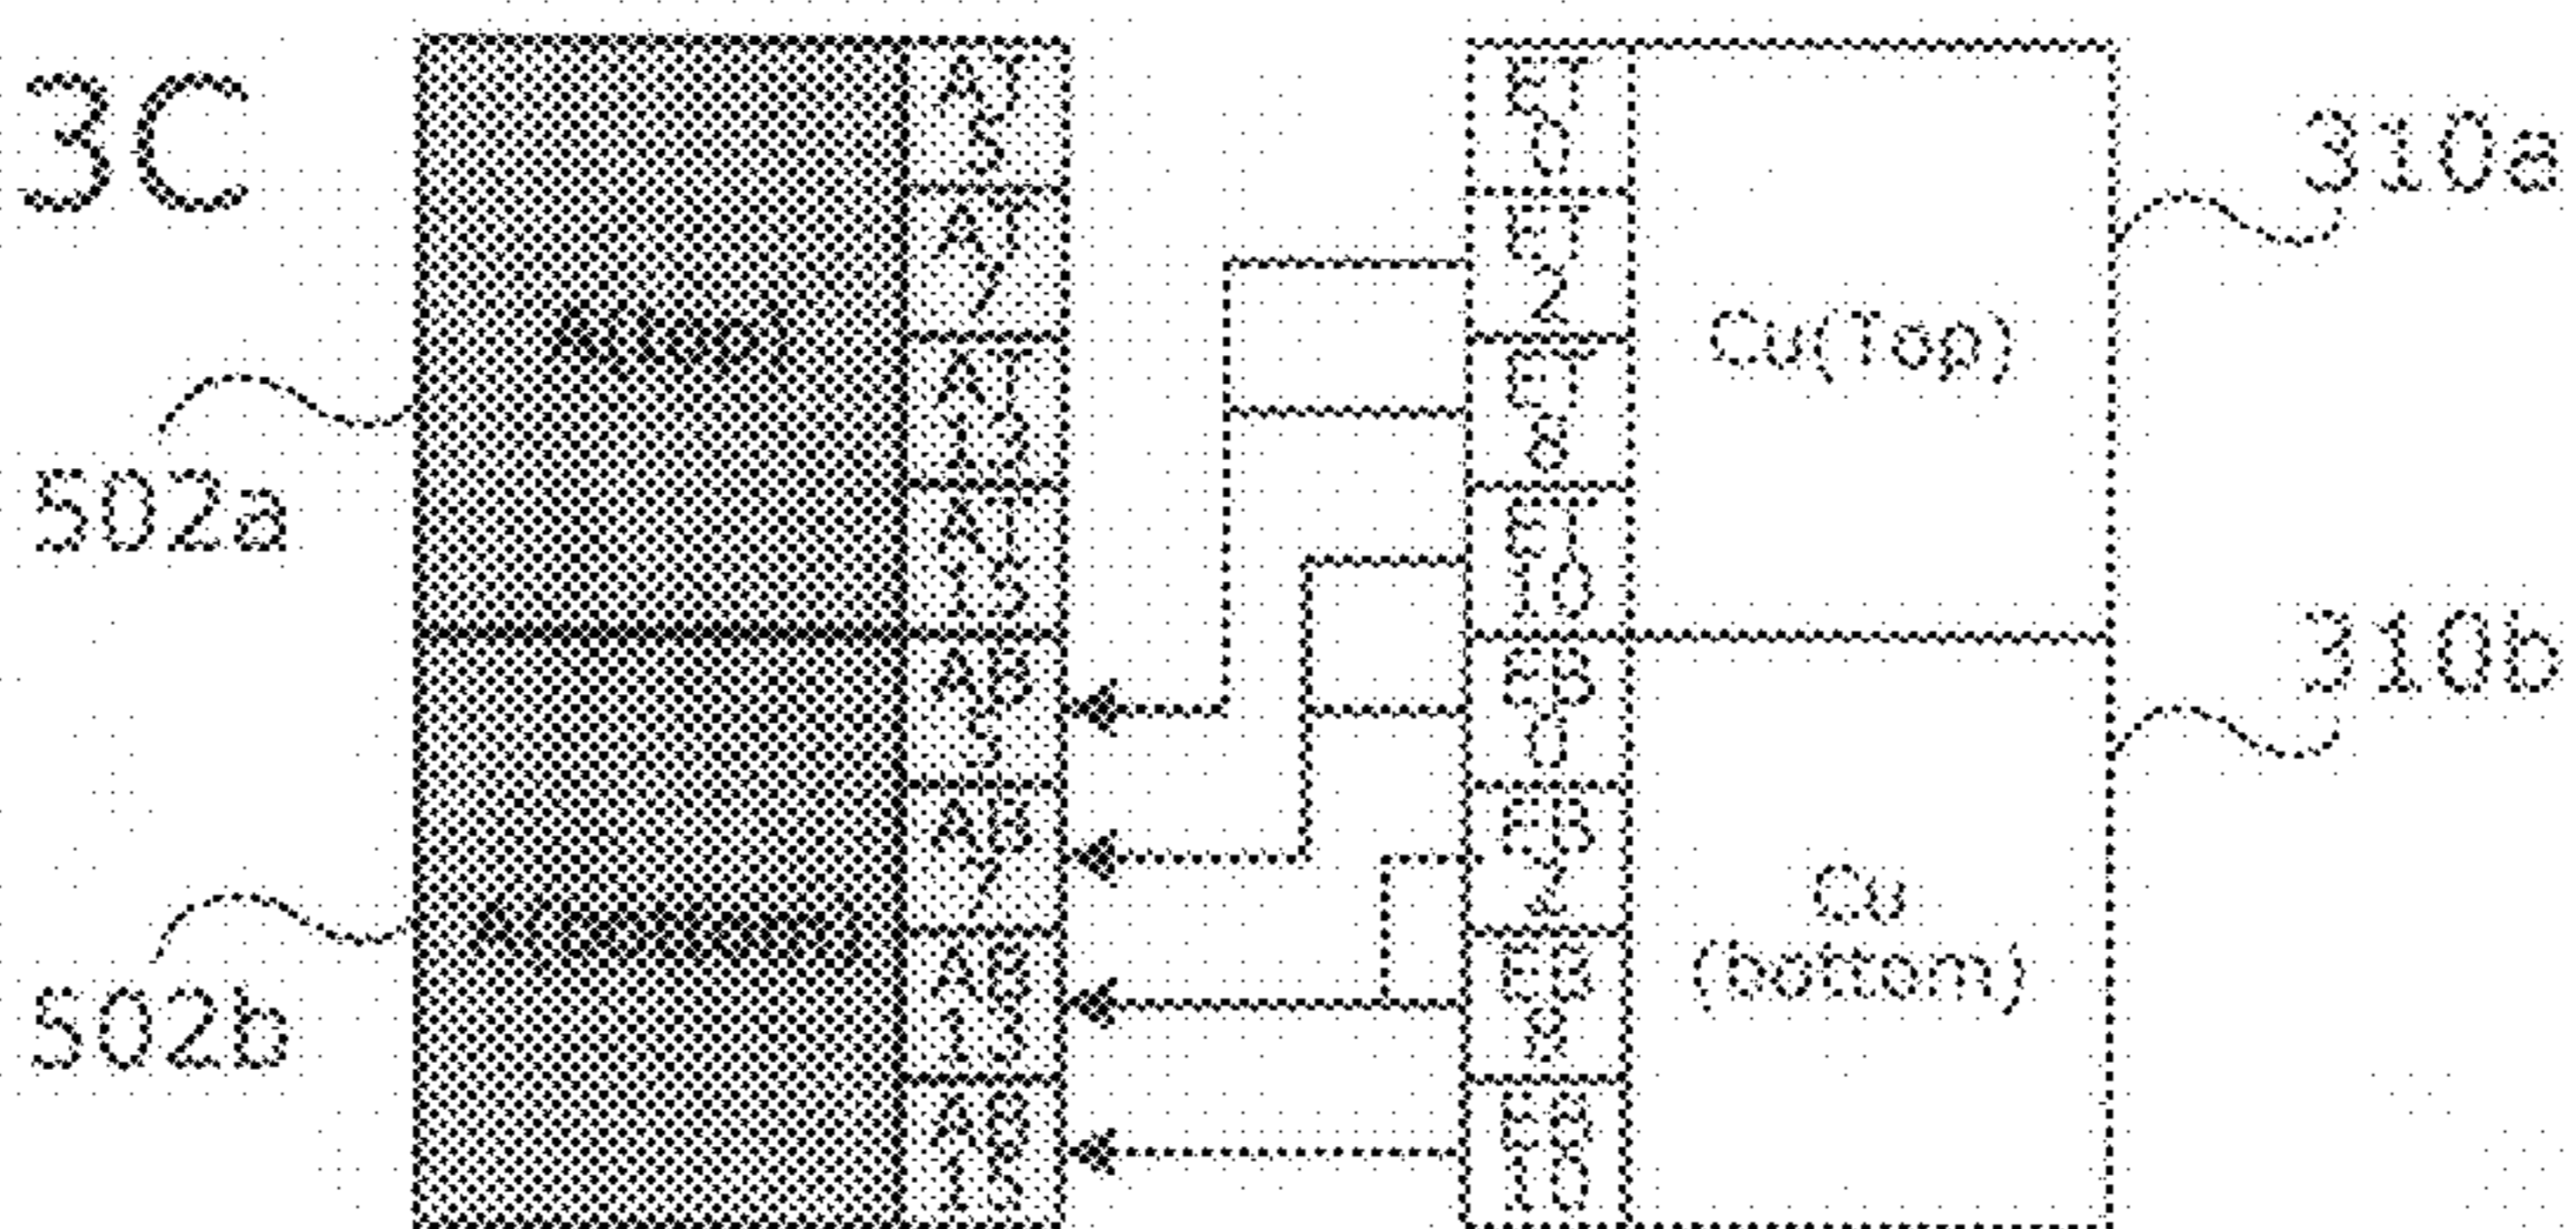 3C
502a
502b
A(top)
A(bottom)
AT
5
AT
7
AT
13
AT
15
AB
5
AB
7
AB
13
AB
15
ET
0
ET
2
ET
8
ET
10
EB
0
EB
2
EB
8
EB
10
Cu(Top)
Cu
(bottom)
310a
310b